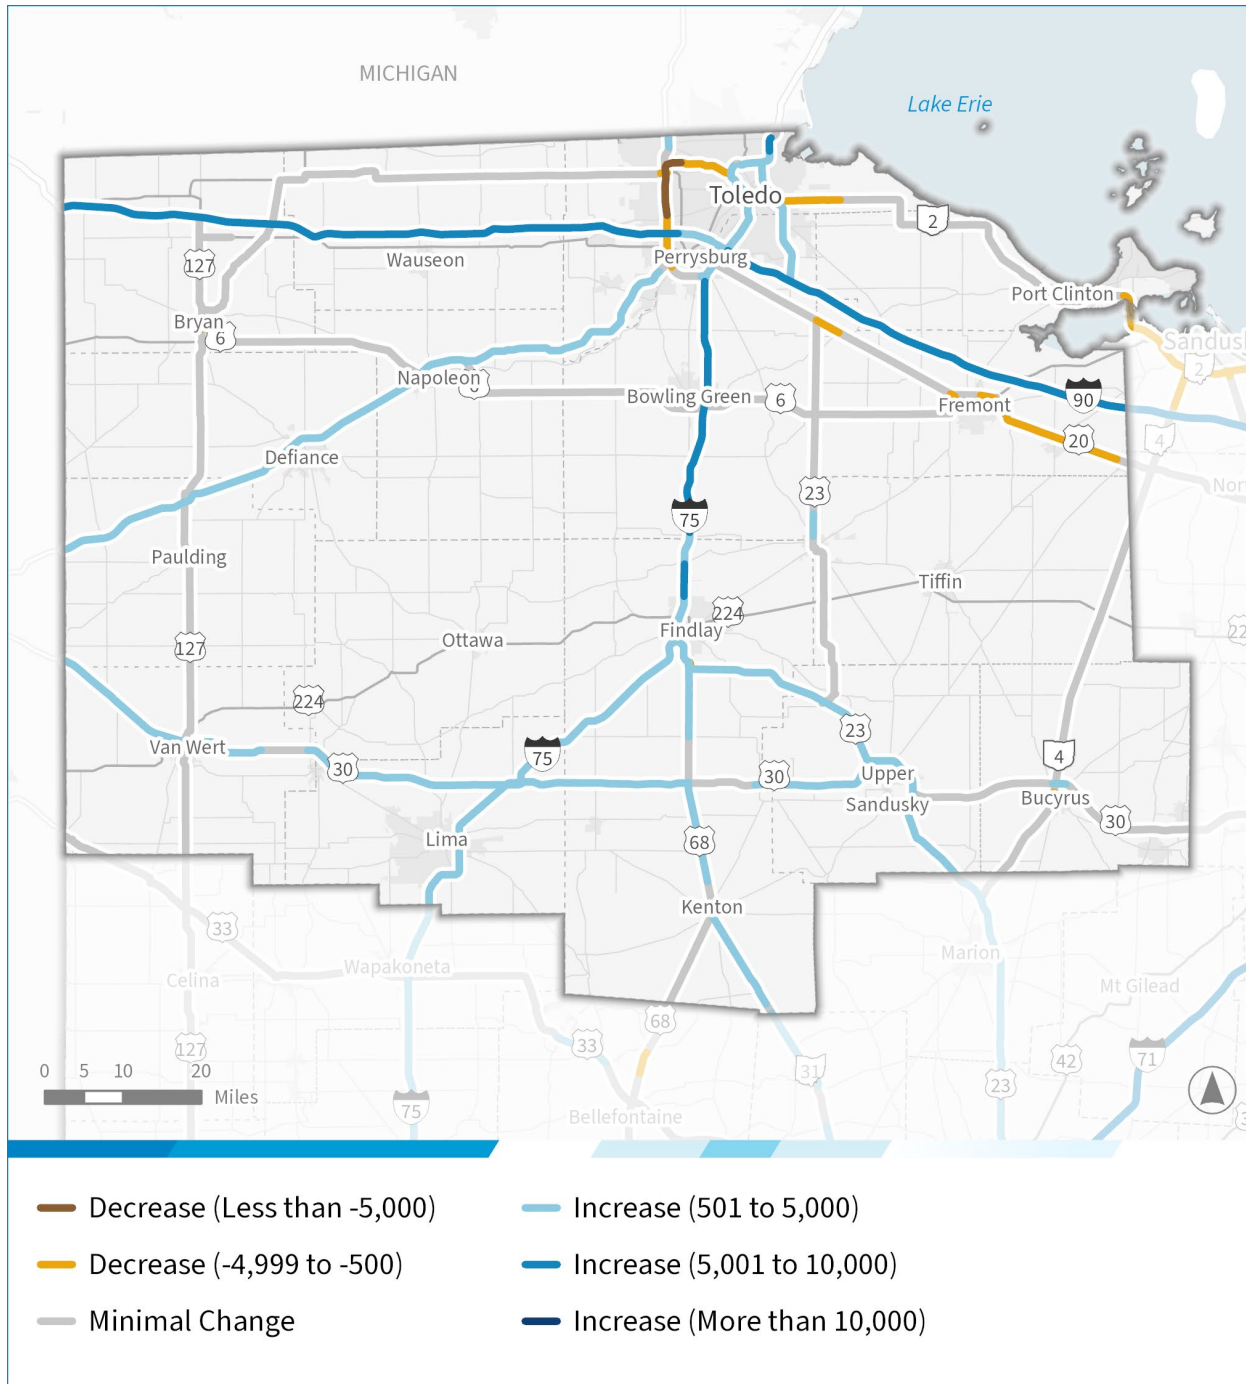 MICHIGAN
Lake Erie
Toledo
2
Wauseon
Perrysburg
127
Port Clinton
Bryan
6
Sandusk
2
Napoleon
Bowling Green
6
90
Fremont
20
4
Defiance
23
Nor
75
Paulding
Tiffin
224
Findlay
Ottawa
127
224
23
Van Wert
75
30
30
Upper
Sandusky
4
Bucyrus
30
Lima
68
Kenton
33
Wapakoneta
Celina
Marion
Mt Gilead
68
127
33
42
71
31
23
75
Bellefontaine
0 5 10 20
Miles
Decrease (Less than -5,000)
Decrease (-4,999 to -500)
Minimal Change
Increase (501 to 5,000)
Increase (5,001 to 10,000)
Increase (More than 10,000)